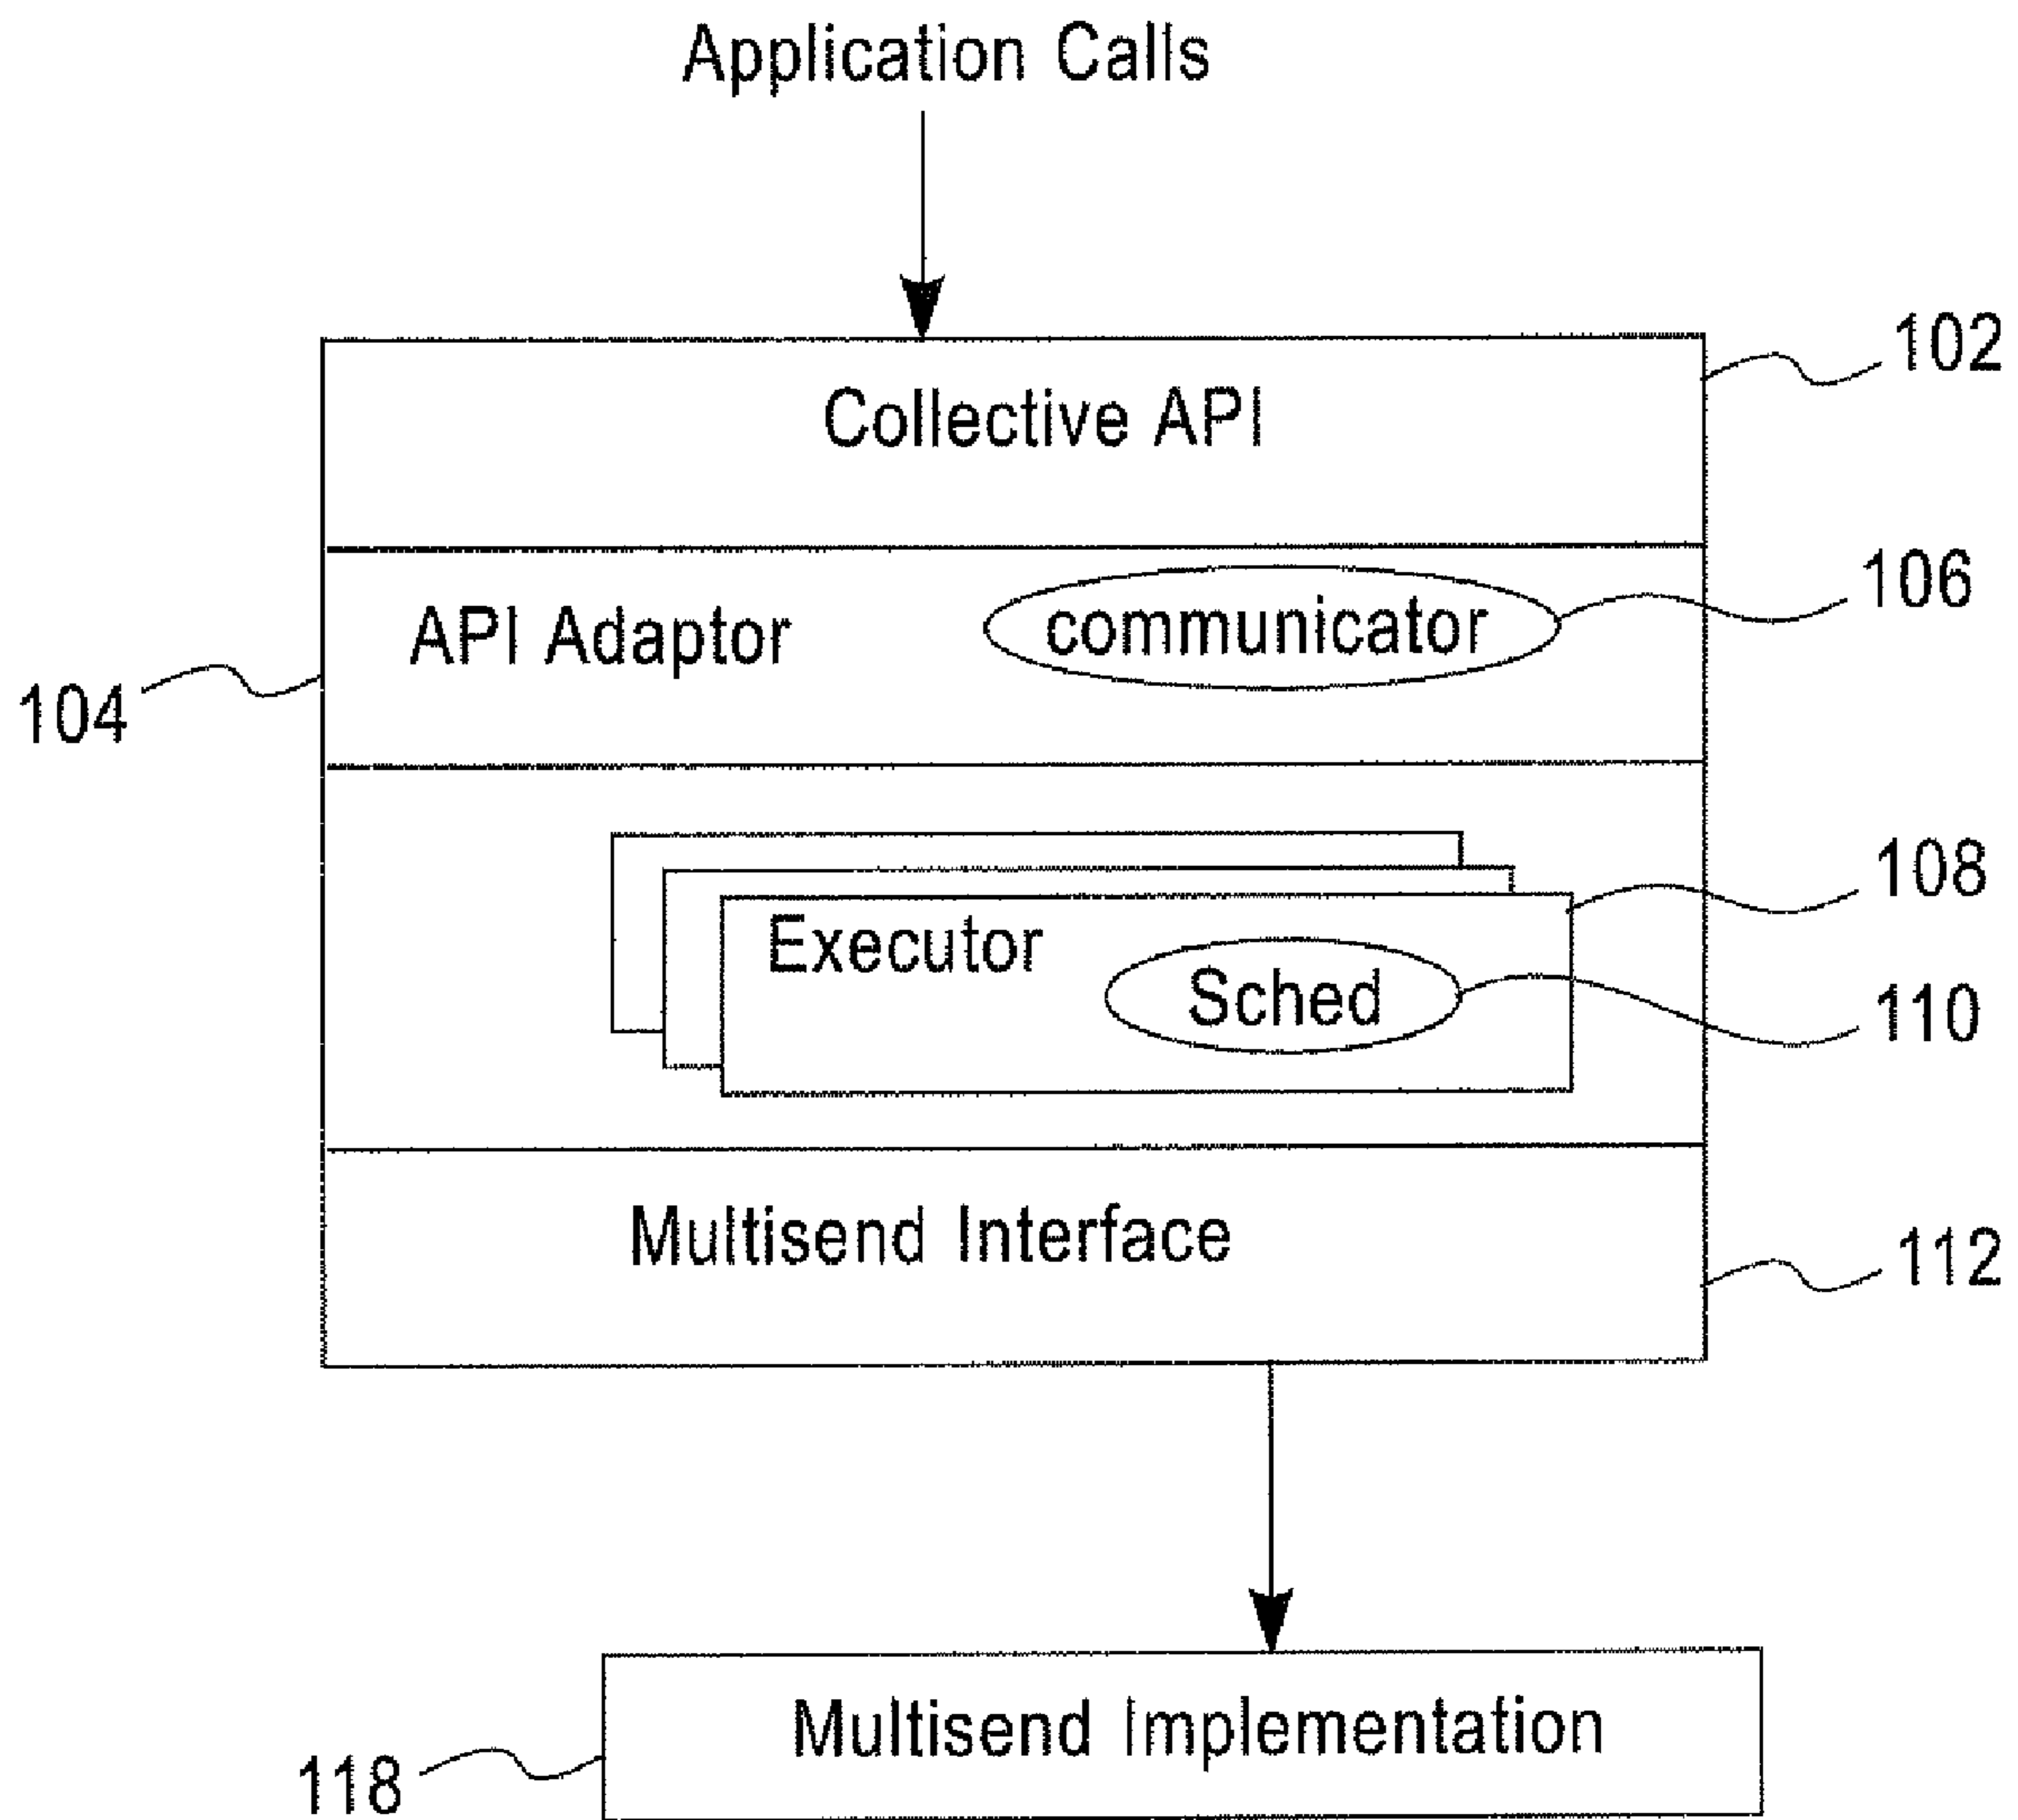 Application Calls
102
Collective API
106
API Adaptor
communicator
104
108
Executor
Sched
110
Multisend Interface
112
Multisend Implementation
118